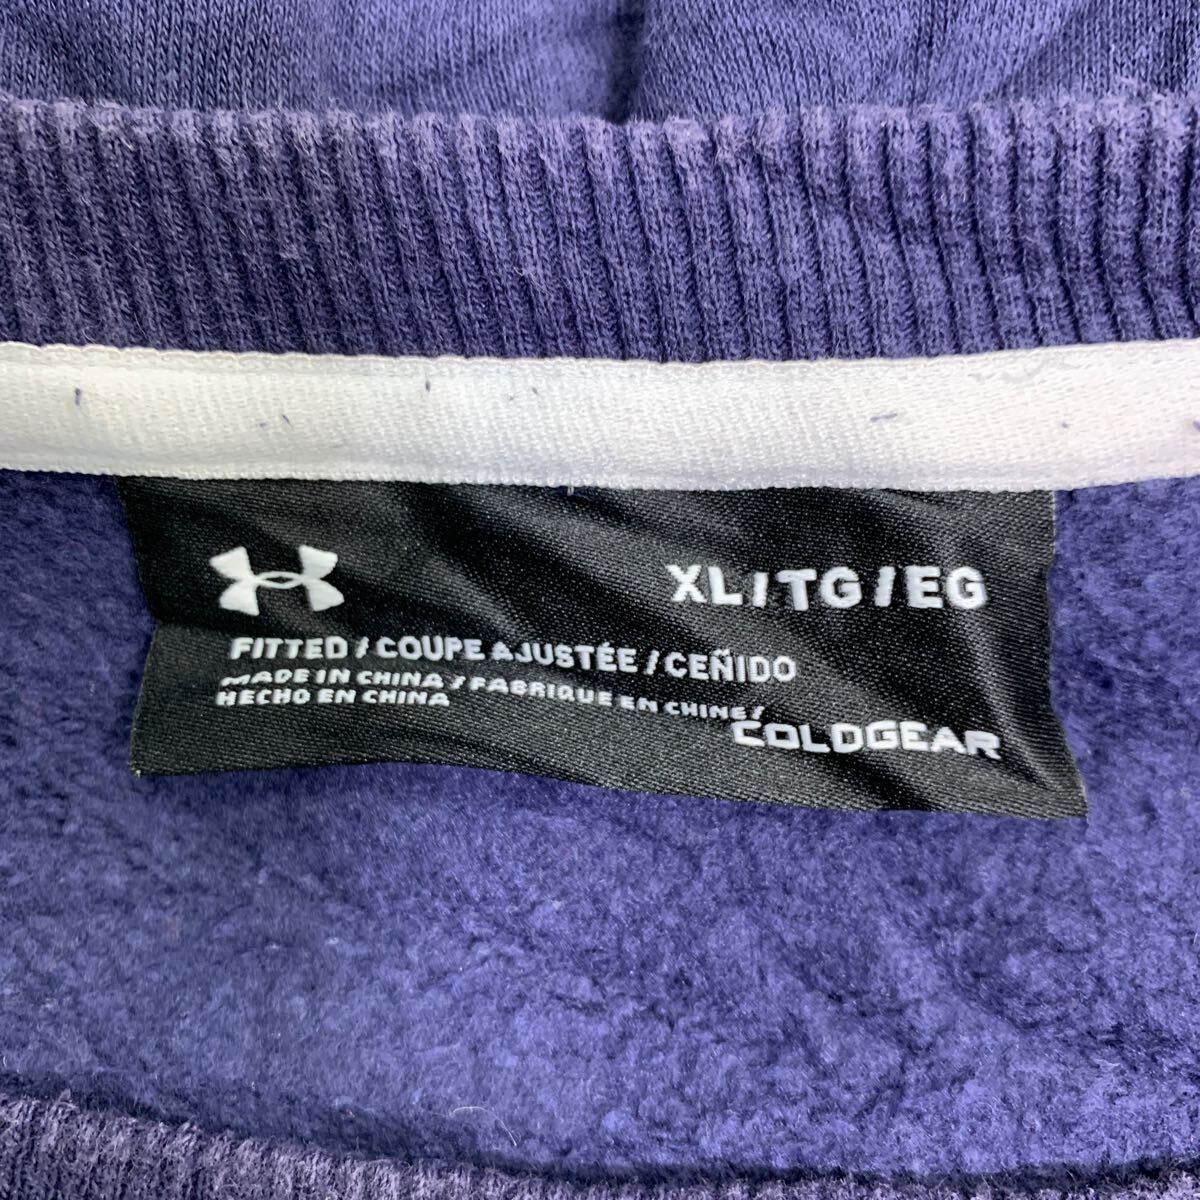 XL/TG/EG
FITTED / COUPE AJUSTÉE / CEÑIDO
MADE IN CHINA / FABRIQUE EN CHINE /
HECHO EN CHINA
COLDGEAR